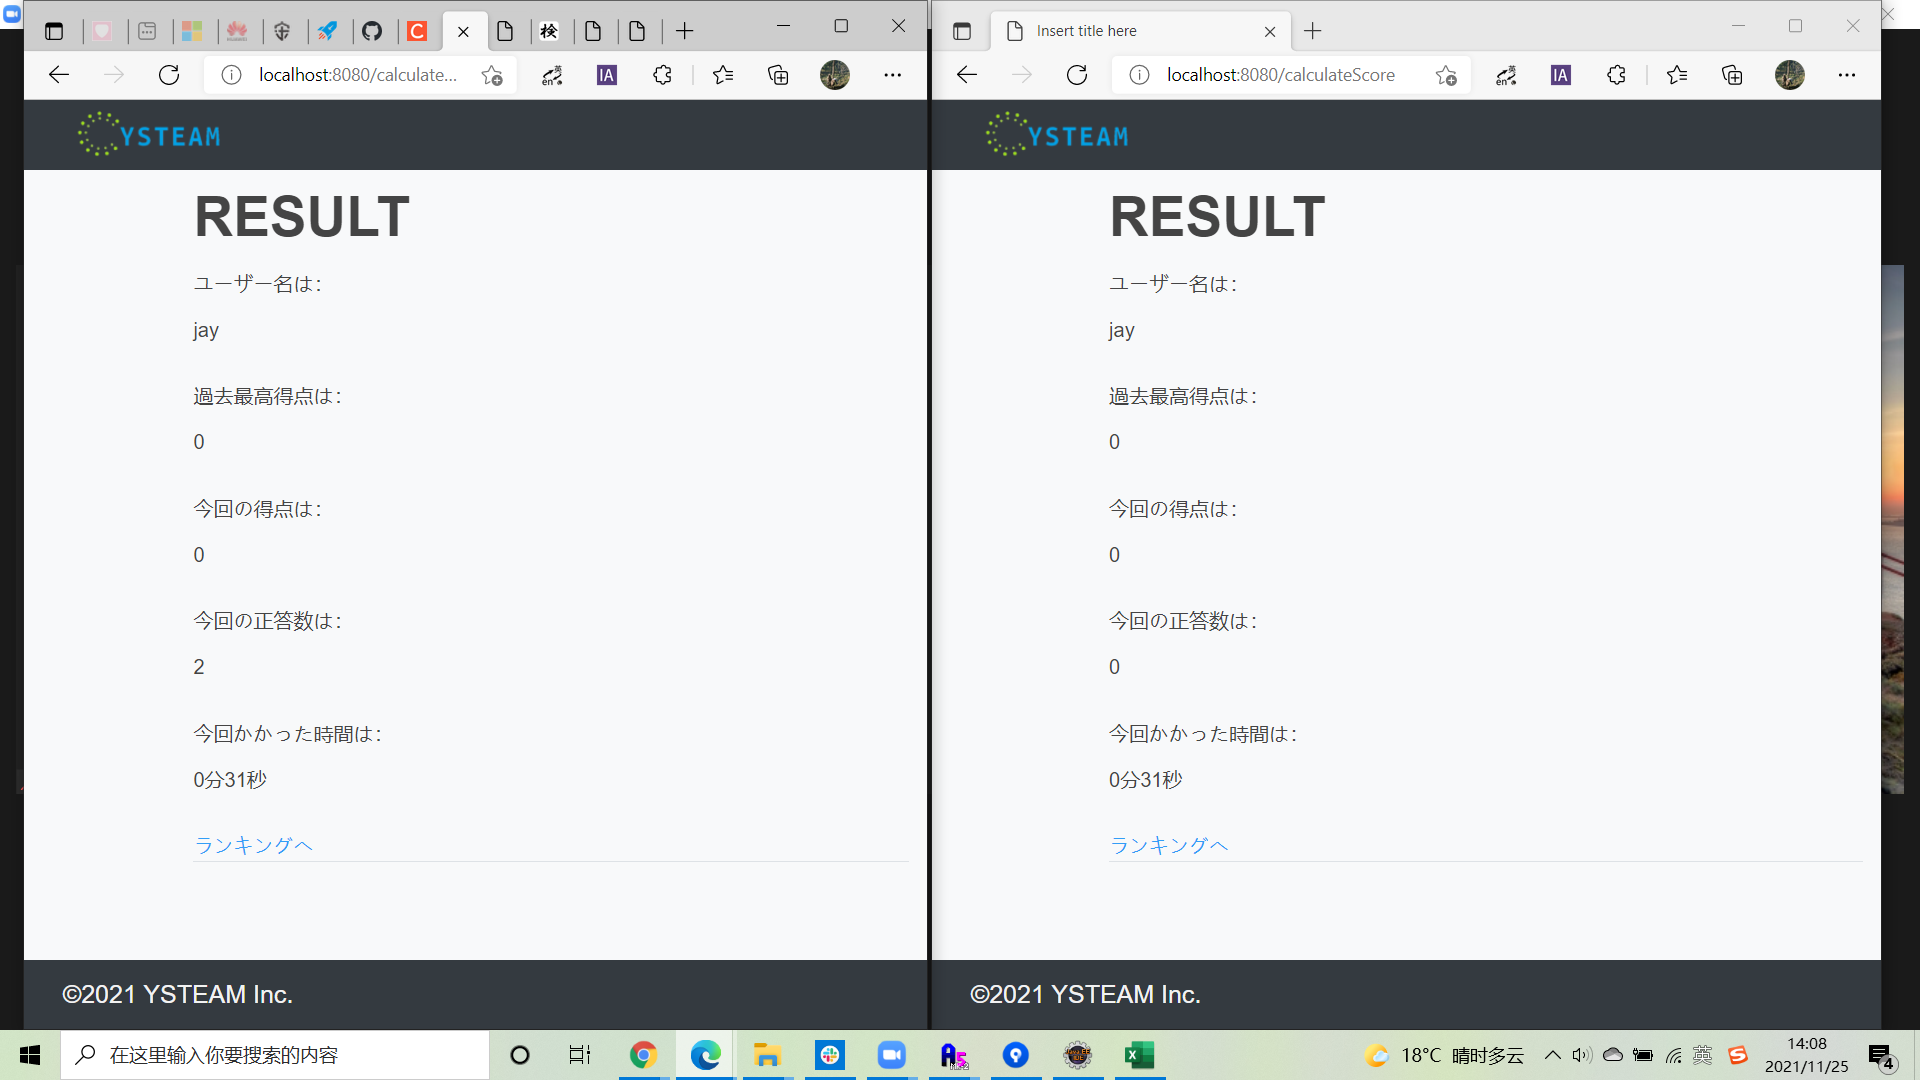 localhost:8080/calculate...
YSTEAM
RESULT
ユーザー名は:
jay
過去最高得点は:
0
今回の得点は:
0
今回の正答数は:
2
今回かかった時間は:
0分31秒
ランキングへ
©2021 YSTEAM Inc.
Insert title here
localhost:8080/calculateScore
YSTEAM
RESULT
ユーザー名は:
jay
過去最高得点は:
0
今回の得点は:
0
今回の正答数は:
0
今回かかった時間は:
0分31秒
ランキングへ
©2021 YSTEAM Inc.
在这里输入你要搜索的内容
18°C 晴时多云
英
14:08
2021/11/25
4